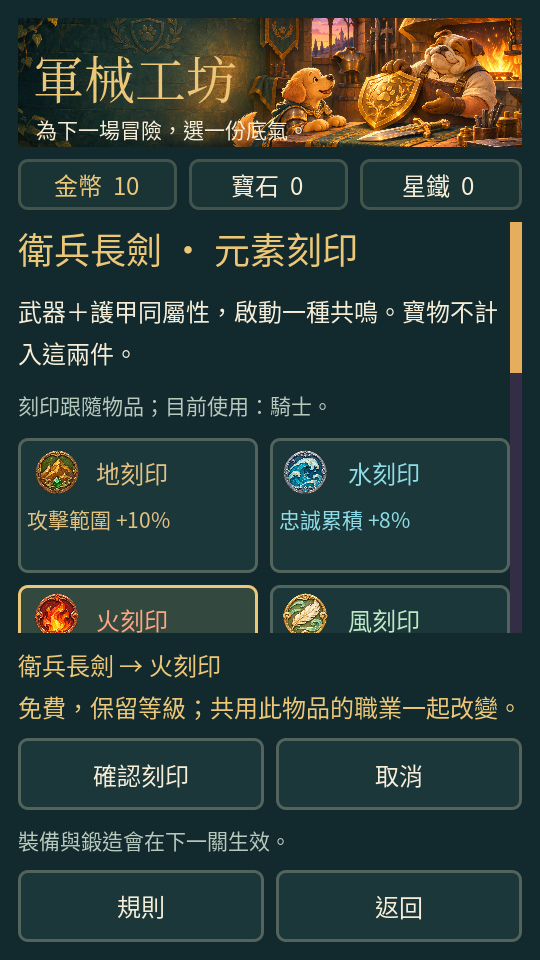 軍械工坊
為下一場冒險，選一份底氣。
金幣 10
寶石 0
星鐵 0
衛兵長劍 · 元素刻印
武器＋護甲同屬性，啟動一種共鳴。寶物不計
入這兩件。
刻印跟隨物品；目前使用：騎士。
地刻印
攻擊範圍 +10%
水刻印
忠誠累積 +8%
火刻印
風刻印
衛兵長劍 → 火刻印
免費，保留等級；共用此物品的職業一起改變。
確認刻印
取消
裝備與鍛造會在下一關生效。
規則
返回